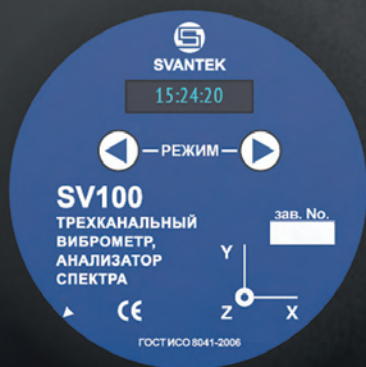 SVANTEK
15:24:20
РЕЖИМ
SV100
ТРЕХКАНАЛЬНЫЙ
ВИБРОМЕТР,
АНАЛИЗАТОР
СПЕКТРА
зав. No.
Y
Z
X
CE
ГОСТ ИСО 8041-2006